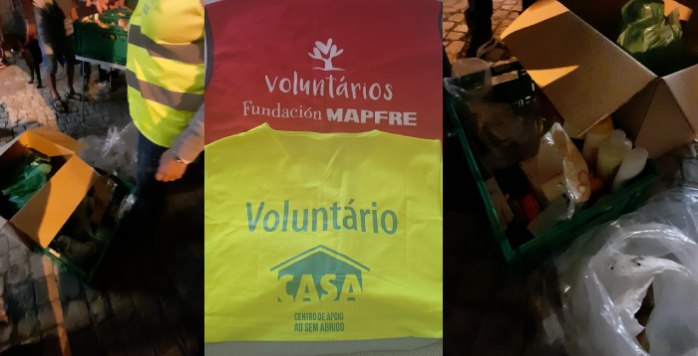 Voluntários
Fundación MAPFRE
Voluntário
CASA
CENTRO DE APOIO
AO SEM ABRIGO